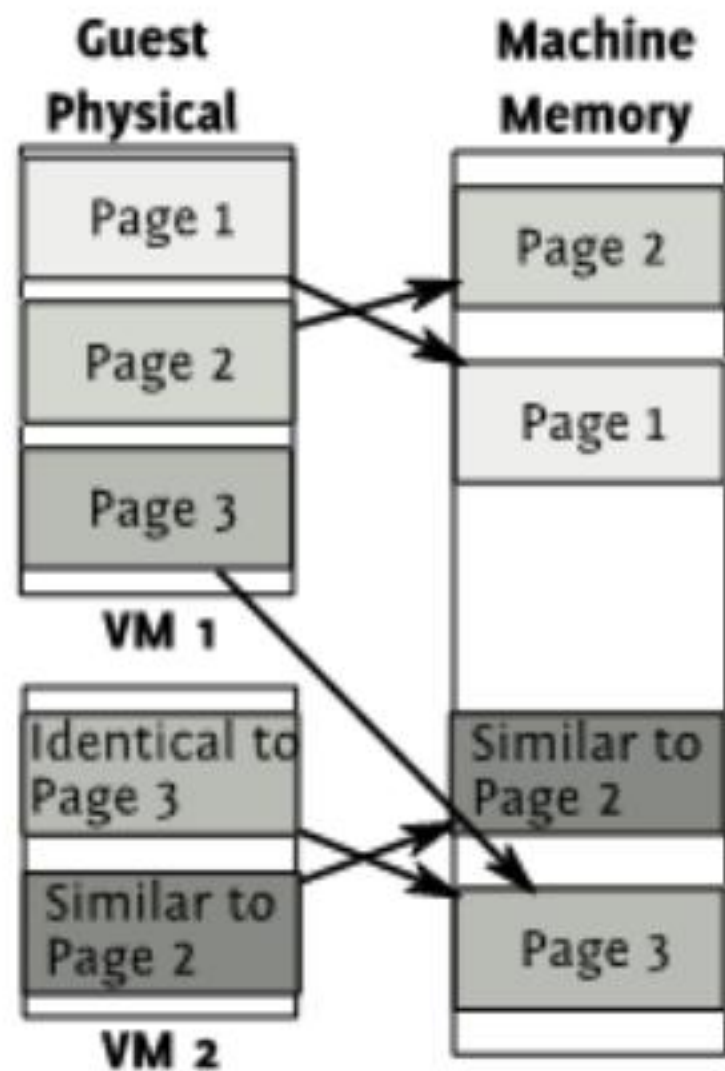 Guest
Physical
Page 1
Page 2
Page 3
VM 1
Identical to
Page 3
Similar to
Page 2
VM 2
Machine
Memory
Page 2
Page 1
Similar to
Page 2
Page 3